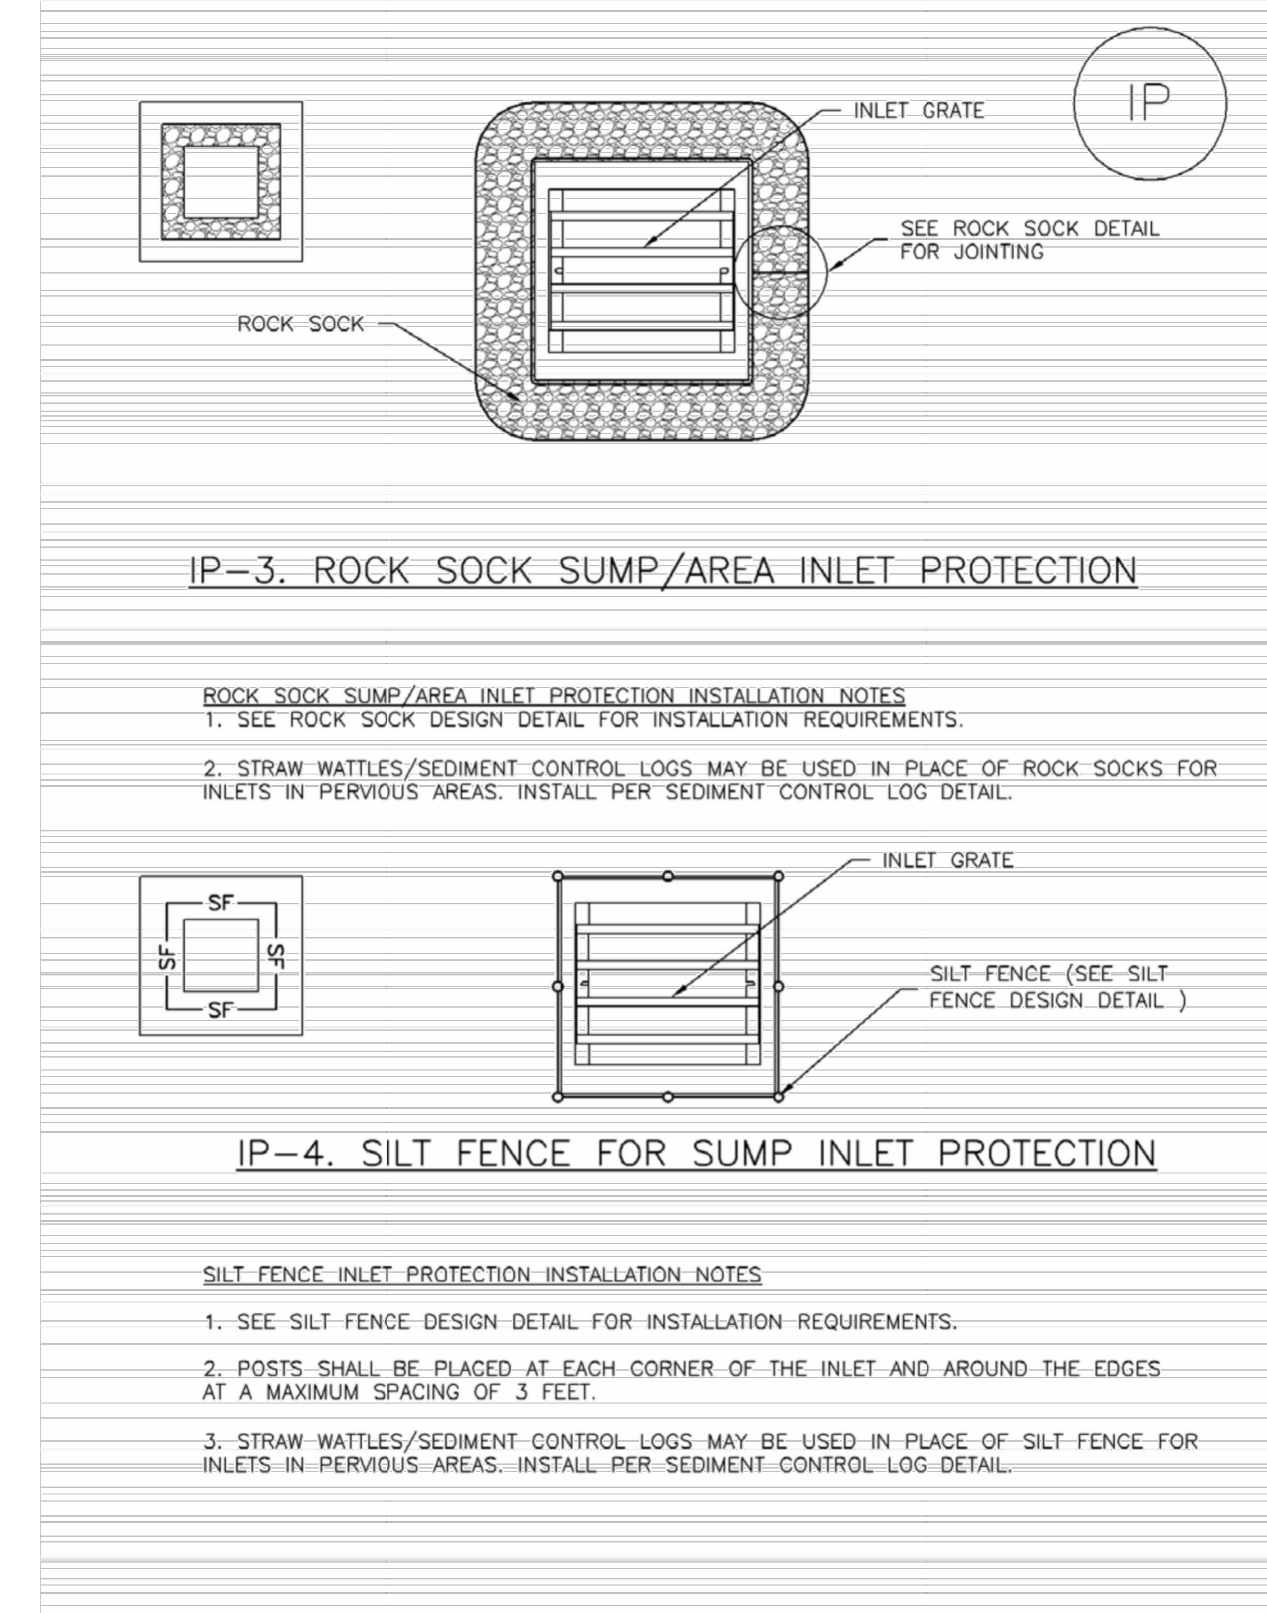 IP
INLET GRATE
SEE ROCK SOCK DETAIL
FOR JOINTING
ROCK SOCK
IP-3. ROCK SOCK SUMP/AREA INLET PROTECTION
ROCK SOCK SUMP/AREA INLET PROTECTION INSTALLATION NOTES
1. SEE ROCK SOCK DESIGN DETAIL FOR INSTALLATION REQUIREMENTS.
2. STRAW WATTLES/SEDIMENT CONTROL LOGS MAY BE USED IN PLACE OF ROCK SOCKS FOR
INLETS IN PERVIOUS AREAS. INSTALL PER SEDIMENT CONTROL LOG DETAIL.
INLET GRATE
SF
SF
SF
SF
SILT FENCE (SEE SILT
FENCE DESIGN DETAIL )
IP-4. SILT FENCE FOR SUMP INLET PROTECTION
SILT FENCE INLET PROTECTION INSTALLATION NOTES
1. SEE SILT FENCE DESIGN DETAIL FOR INSTALLATION REQUIREMENTS.
2. POSTS SHALL BE PLACED AT EACH CORNER OF THE INLET AND AROUND THE EDGES
AT A MAXIMUM SPACING OF 3 FEET.
3. STRAW WATTLES/SEDIMENT CONTROL LOGS MAY BE USED IN PLACE OF SILT FENCE FOR
INLETS IN PERVIOUS AREAS. INSTALL PER SEDIMENT CONTROL LOG DETAIL.